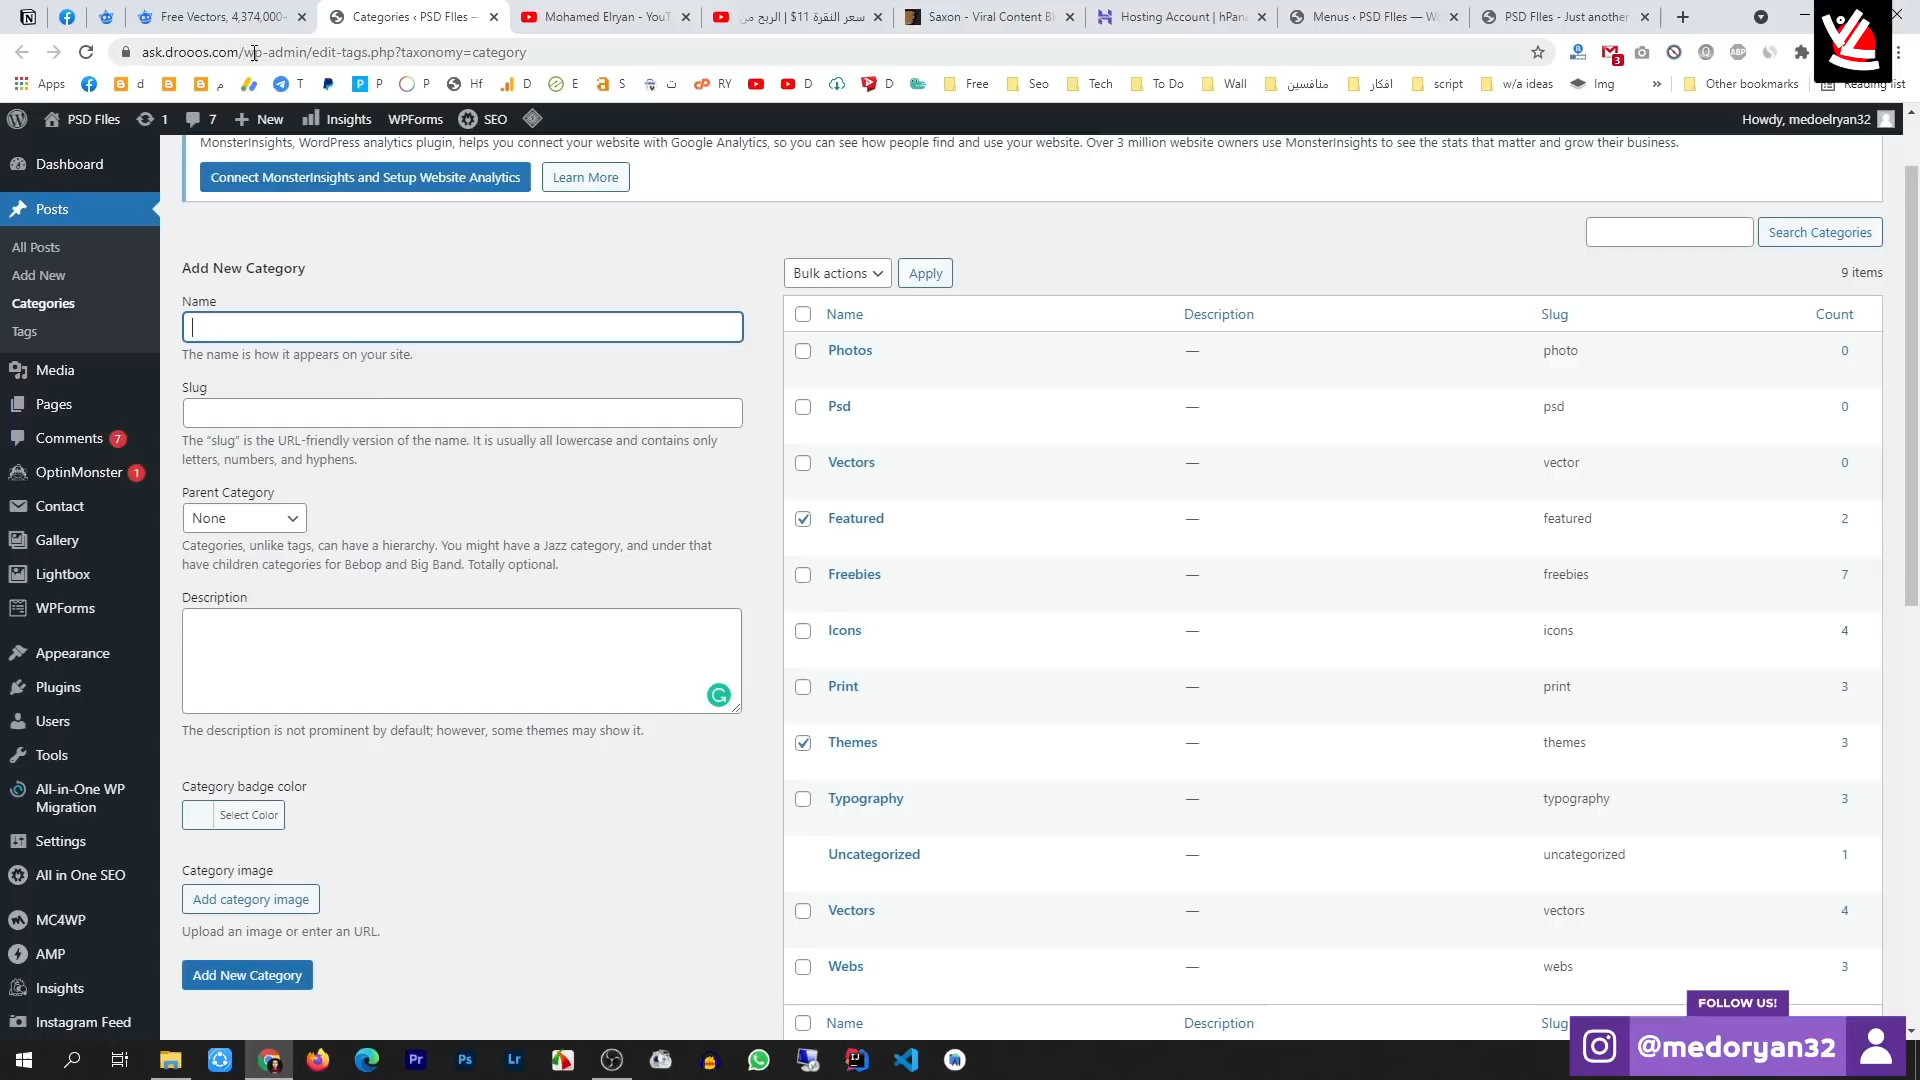 Free Vectors, 4,374,000
Categories ‹ PSD FIles —
Mohamed Elryan - YouT
سعر النقرة 11$ | الربح من
Saxon - Viral Content Bl
Hosting Account | hPan
Menus ‹ PSD FIles — Wo
PSD FIles - Just another
ask.drooos.com/wp-admin/edit-tags.php?taxonomy=category
3
ABP
Apps
d
م
T
P
P
Hf
D
E
S
ت
RY
D
D
Free
Seo
Tech
To Do
Wall
منافسين
افكار
script
w/a ideas
Img
»
Other bookmarks
Reading list
PSD FIles
1
7
New
Insights
WPForms
SEO
Howdy, medoelryan32
MonsterInsights, WordPress analytics plugin, helps you connect your website with Google Analytics, so you can see how people find and use your website. Over 3 million website owners use MonsterInsights to see the stats that matter and grow their business.
Connect MonsterInsights and Setup Website Analytics
Learn More
Dashboard
Posts
All Posts
Add New
Categories
Tags
Media
Pages
Comments 7
OptinMonster 1
Contact
Gallery
Lightbox
WPForms
Appearance
Plugins
Users
Tools
All-in-One WP
Migration
Settings
All in One SEO
MC4WP
AMP
Insights
Instagram Feed
Search Categories
Add New Category
Name
The name is how it appears on your site.
Slug
The “slug” is the URL-friendly version of the name. It is usually all lowercase and contains only
letters, numbers, and hyphens.
Parent Category
None
Categories, unlike tags, can have a hierarchy. You might have a Jazz category, and under that
have children categories for Bebop and Big Band. Totally optional.
Description
The description is not prominent by default; however, some themes may show it.
Category badge color
Select Color
Category image
Add category image
Upload an image or enter an URL.
Add New Category
Bulk actions
Apply
9 items
Name Description Slug Count
Photos — photo 0
Psd — psd 0
Vectors — vector 0
Featured — featured 2
Freebies — freebies 7
Icons — icons 4
Print — print 3
Themes — themes 3
Typography — typography 3
Uncategorized — uncategorized 1
Vectors — vectors 4
Webs — webs 3
Name Description Slug
FOLLOW US!
@medoryan32
Pr
Ps
Lr